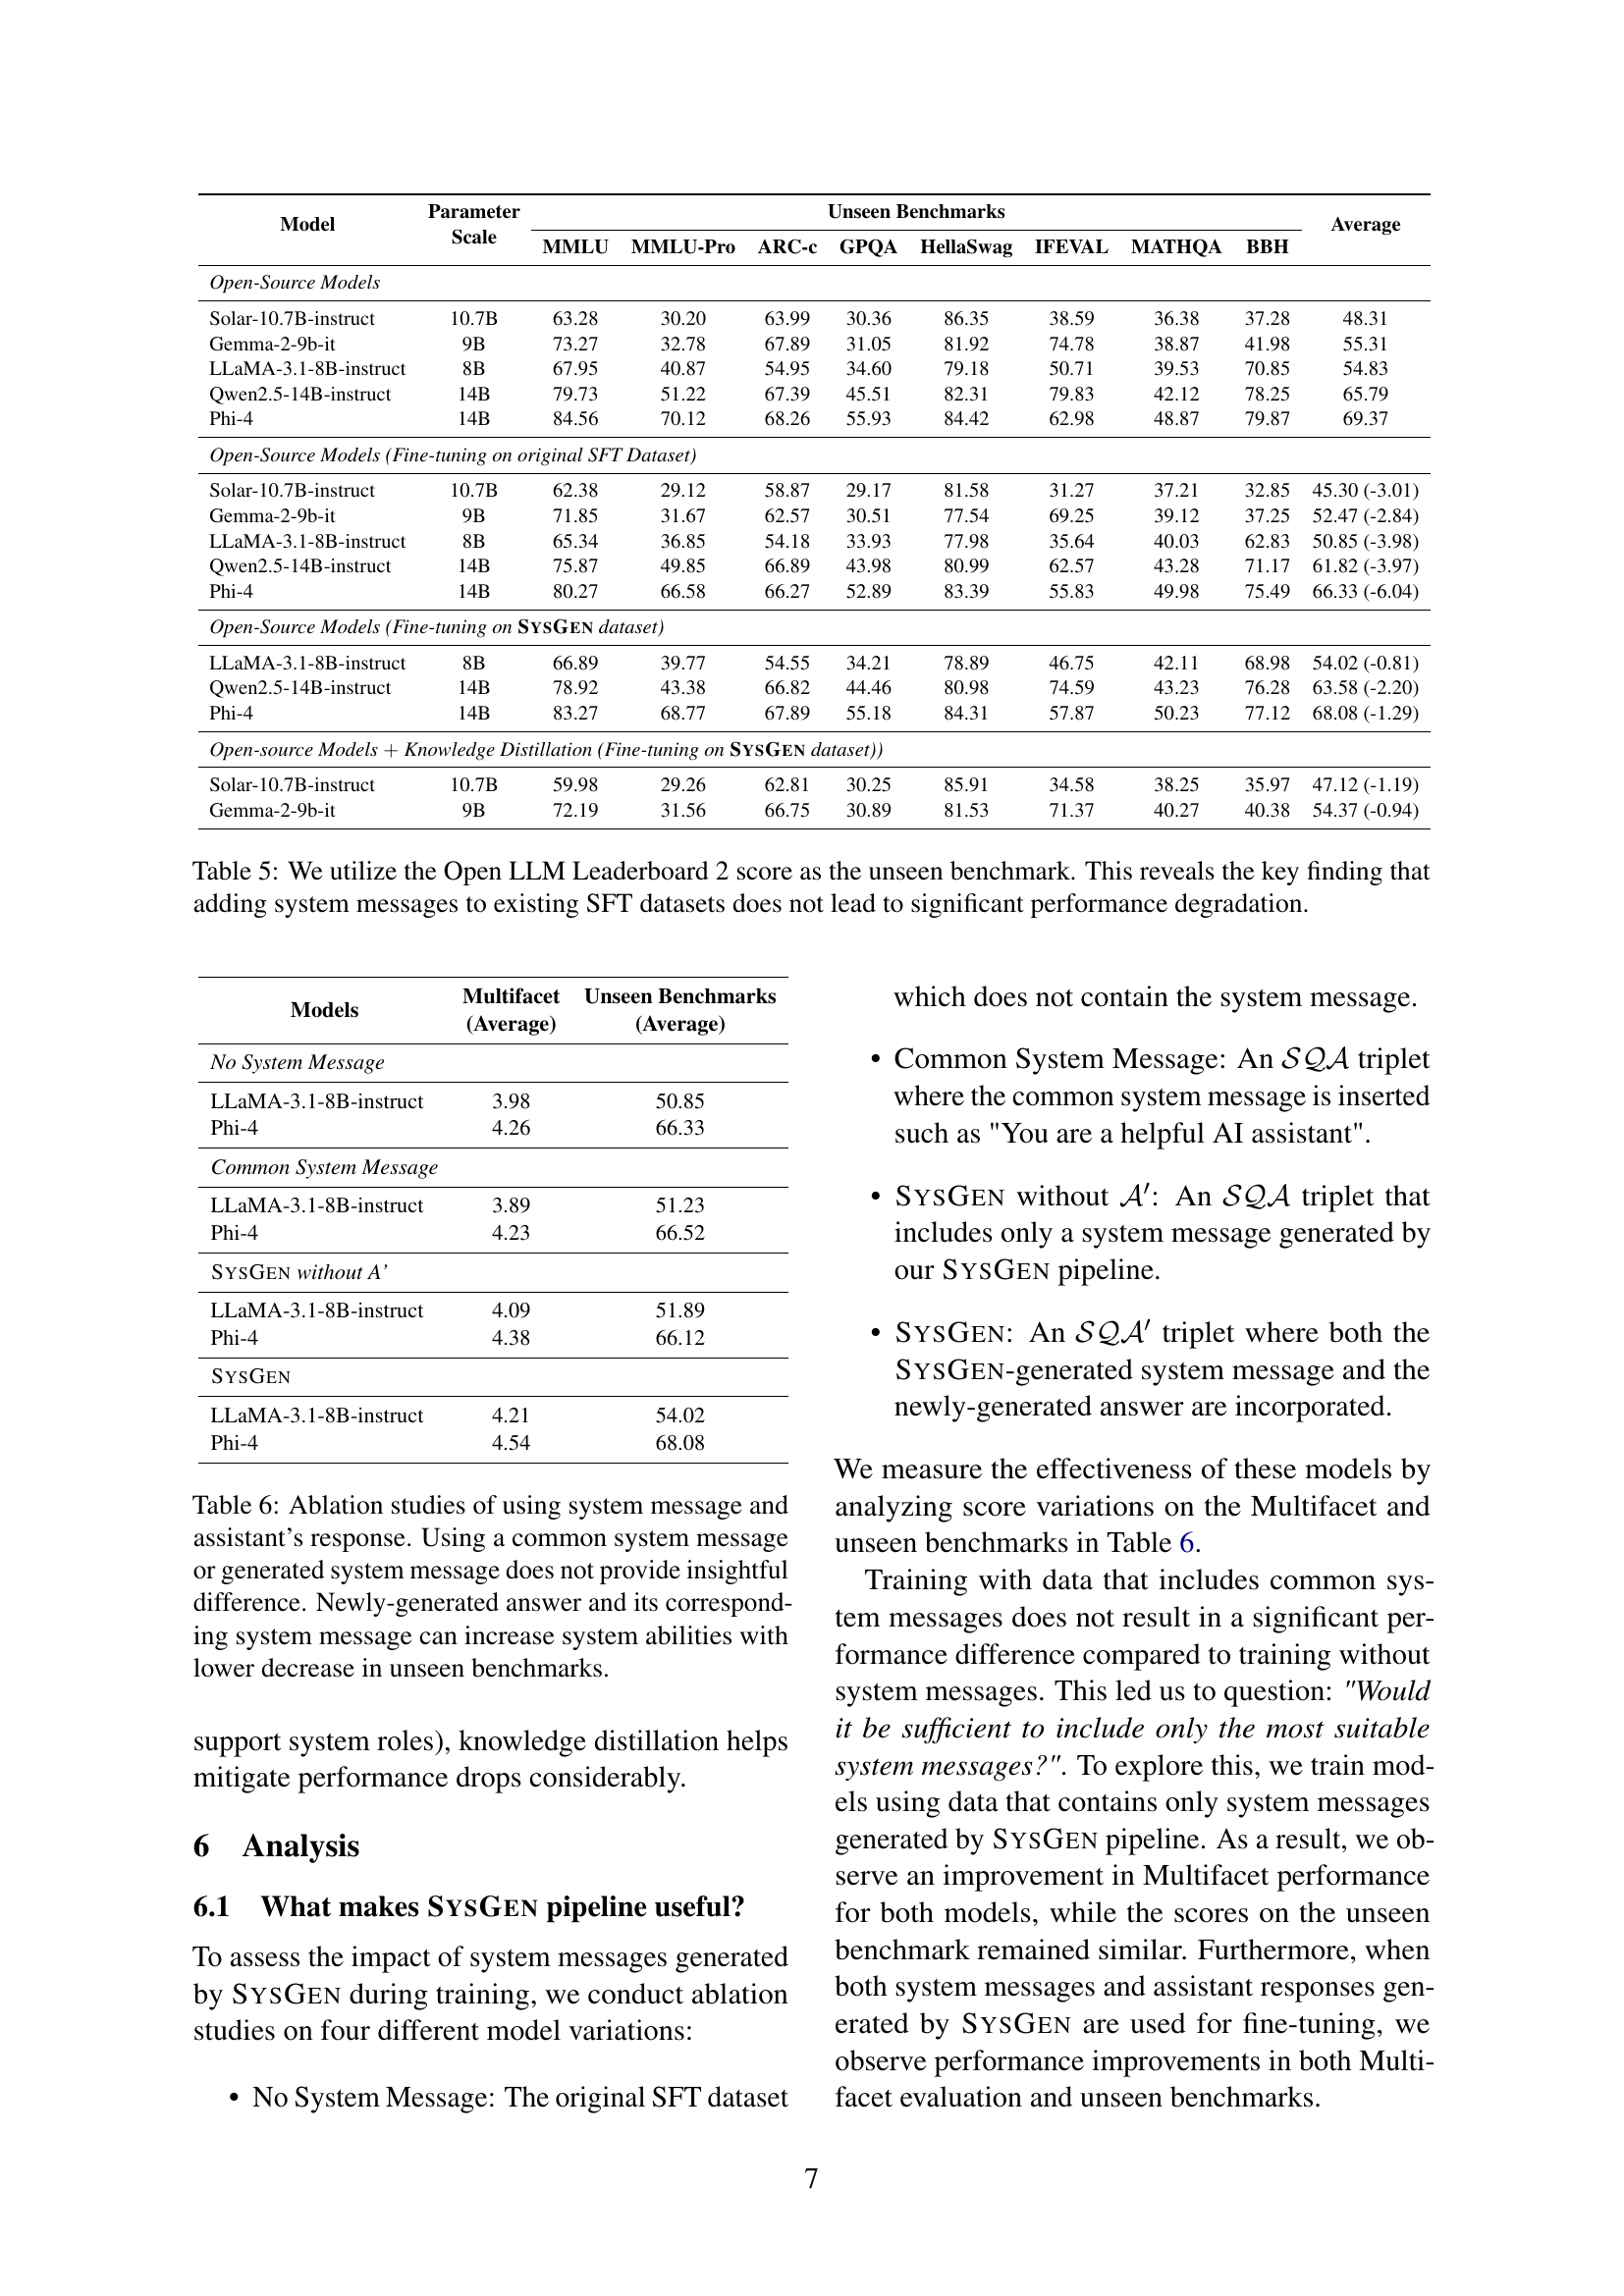 Model Parameter Scale Unseen Benchmarks Average
MMLU MMLU-Pro ARC-c GPQA HellaSwag IFEVAL MATHQA BBH
Open-Source Models
Solar-10.7B-instruct 10.7B 63.28 30.20 63.99 30.36 86.35 38.59 36.38 37.28 48.31
Gemma-2-9b-it 9B 73.27 32.78 67.89 31.05 81.92 74.78 38.87 41.98 55.31
LLaMA-3.1-8B-instruct 8B 67.95 40.87 54.95 34.60 79.18 50.71 39.53 70.85 54.83
Qwen2.5-14B-instruct 14B 79.73 51.22 67.39 45.51 82.31 79.83 42.12 78.25 65.79
Phi-4 14B 84.56 70.12 68.26 55.93 84.42 62.98 48.87 79.87 69.37
Open-Source Models (Fine-tuning on original SFT Dataset)
Solar-10.7B-instruct 10.7B 62.38 29.12 58.87 29.17 81.58 31.27 37.21 32.85 45.30 (-3.01)
Gemma-2-9b-it 9B 71.85 31.67 62.57 30.51 77.54 69.25 39.12 37.25 52.47 (-2.84)
LLaMA-3.1-8B-instruct 8B 65.34 36.85 54.18 33.93 77.98 35.64 40.03 62.83 50.85 (-3.98)
Qwen2.5-14B-instruct 14B 75.87 49.85 66.89 43.98 80.99 62.57 43.28 71.17 61.82 (-3.97)
Phi-4 14B 80.27 66.58 66.27 52.89 83.39 55.83 49.98 75.49 66.33 (-6.04)
Open-Source Models (Fine-tuning on SYSGEN dataset)
LLaMA-3.1-8B-instruct 8B 66.89 39.77 54.55 34.21 78.89 46.75 42.11 68.98 54.02 (-0.81)
Qwen2.5-14B-instruct 14B 78.92 43.38 66.82 44.46 80.98 74.59 43.23 76.28 63.58 (-2.20)
Phi-4 14B 83.27 68.77 67.89 55.18 84.31 57.87 50.23 77.12 68.08 (-1.29)
Open-source Models + Knowledge Distillation (Fine-tuning on SYSGEN dataset))
Solar-10.7B-instruct 10.7B 59.98 29.26 62.81 30.25 85.91 34.58 38.25 35.97 47.12 (-1.19)
Gemma-2-9b-it 9B 72.19 31.56 66.75 30.89 81.53 71.37 40.27 40.38 54.37 (-0.94)
Table 5: We utilize the Open LLM Leaderboard 2 score as the unseen benchmark. This reveals the key finding that
adding system messages to existing SFT datasets does not lead to significant performance degradation.
Models Multifacet Unseen Benchmarks
(Average) (Average)
No System Message
LLaMA-3.1-8B-instruct 3.98 50.85
Phi-4 4.26 66.33
Common System Message
LLaMA-3.1-8B-instruct 3.89 51.23
Phi-4 4.23 66.52
SYSGEN without A’
LLaMA-3.1-8B-instruct 4.09 51.89
Phi-4 4.38 66.12
SYSGEN
LLaMA-3.1-8B-instruct 4.21 54.02
Phi-4 4.54 68.08
Table 6: Ablation studies of using system message and
assistant’s response. Using a common system message
or generated system message does not provide insightful
difference. Newly-generated answer and its correspond-
ing system message can increase system abilities with
lower decrease in unseen benchmarks.
support system roles), knowledge distillation helps
mitigate performance drops considerably.
6 Analysis
6.1 What makes SYSGEN pipeline useful?
To assess the impact of system messages generated
by SYSGEN during training, we conduct ablation
studies on four different model variations:
• No System Message: The original SFT dataset
which does not contain the system message.
• Common System Message: An 𝒮𝒬𝒜 triplet
where the common system message is inserted
such as "You are a helpful AI assistant".
• SYSGEN without 𝒜′: An 𝒮𝒬𝒜 triplet that
includes only a system message generated by
our SYSGEN pipeline.
• SYSGEN: An 𝒮𝒬𝒜′ triplet where both the
SYSGEN-generated system message and the
newly-generated answer are incorporated.
We measure the effectiveness of these models by
analyzing score variations on the Multifacet and
unseen benchmarks in Table 6.
Training with data that includes common sys-
tem messages does not result in a significant per-
formance difference compared to training without
system messages. This led us to question: "Would
it be sufficient to include only the most suitable
system messages?". To explore this, we train mod-
els using data that contains only system messages
generated by SYSGEN pipeline. As a result, we ob-
serve an improvement in Multifacet performance
for both models, while the scores on the unseen
benchmark remained similar. Furthermore, when
both system messages and assistant responses gen-
erated by SYSGEN are used for fine-tuning, we
observe performance improvements in both Multi-
facet evaluation and unseen benchmarks.
7